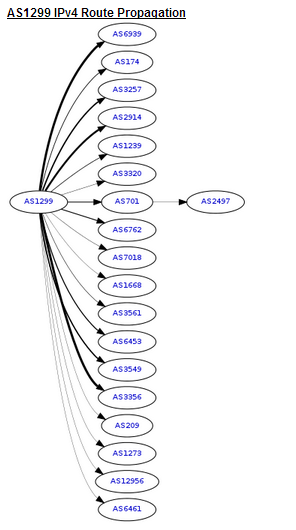 AS1299 IPv4 Route Propagation
AS6939
AS174
AS3257
AS2914
AS1239
AS3320
AS1299
AS701
AS2497
AS6762
AS7018
AS1668
AS3561
AS6453
AS3549
AS3356
AS209
AS1273
AS12956
AS6461